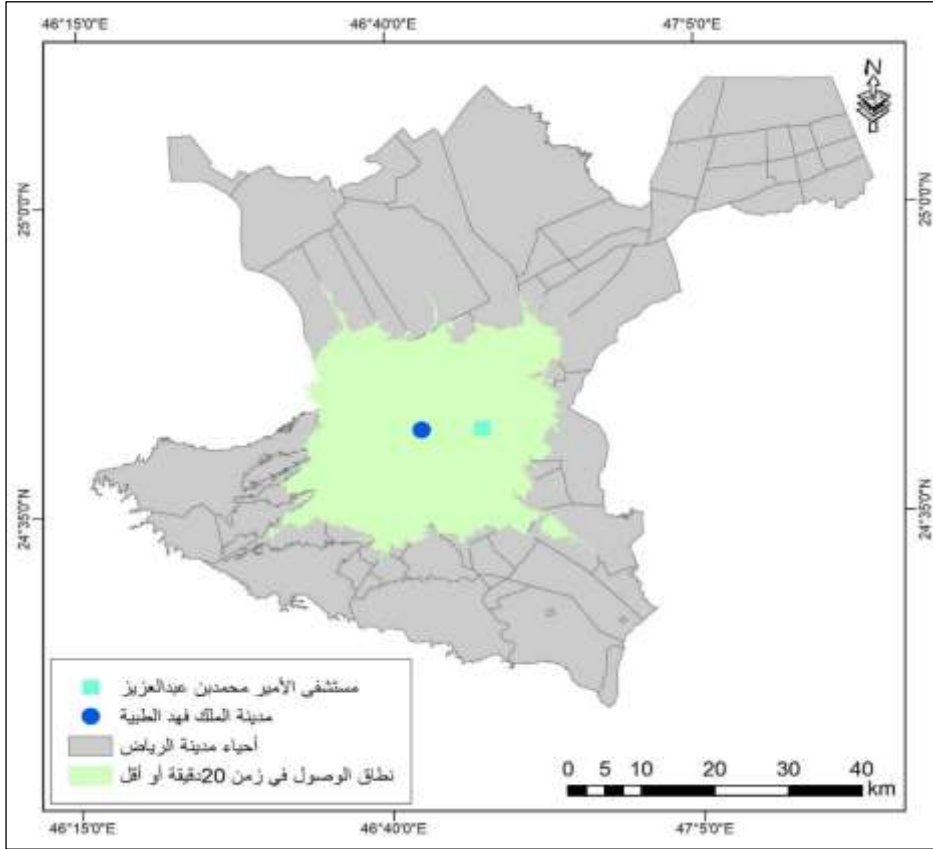 46°15'0"E 46°40'0"E 47°5'0"E
N
25°0'0"N 25°0'0"N
24°35'0"N 24°35'0"N
مستشفى الأمير محمدبن عبدالعزيز
مدينة الملك فهد الطبية
أحياء مدينة الرياض
نطاق الوصول في زمن 20دقيقة أو أقل
0 5 10 20 30 40
km
46°15'0"E 46°40'0"E 47°5'0"E